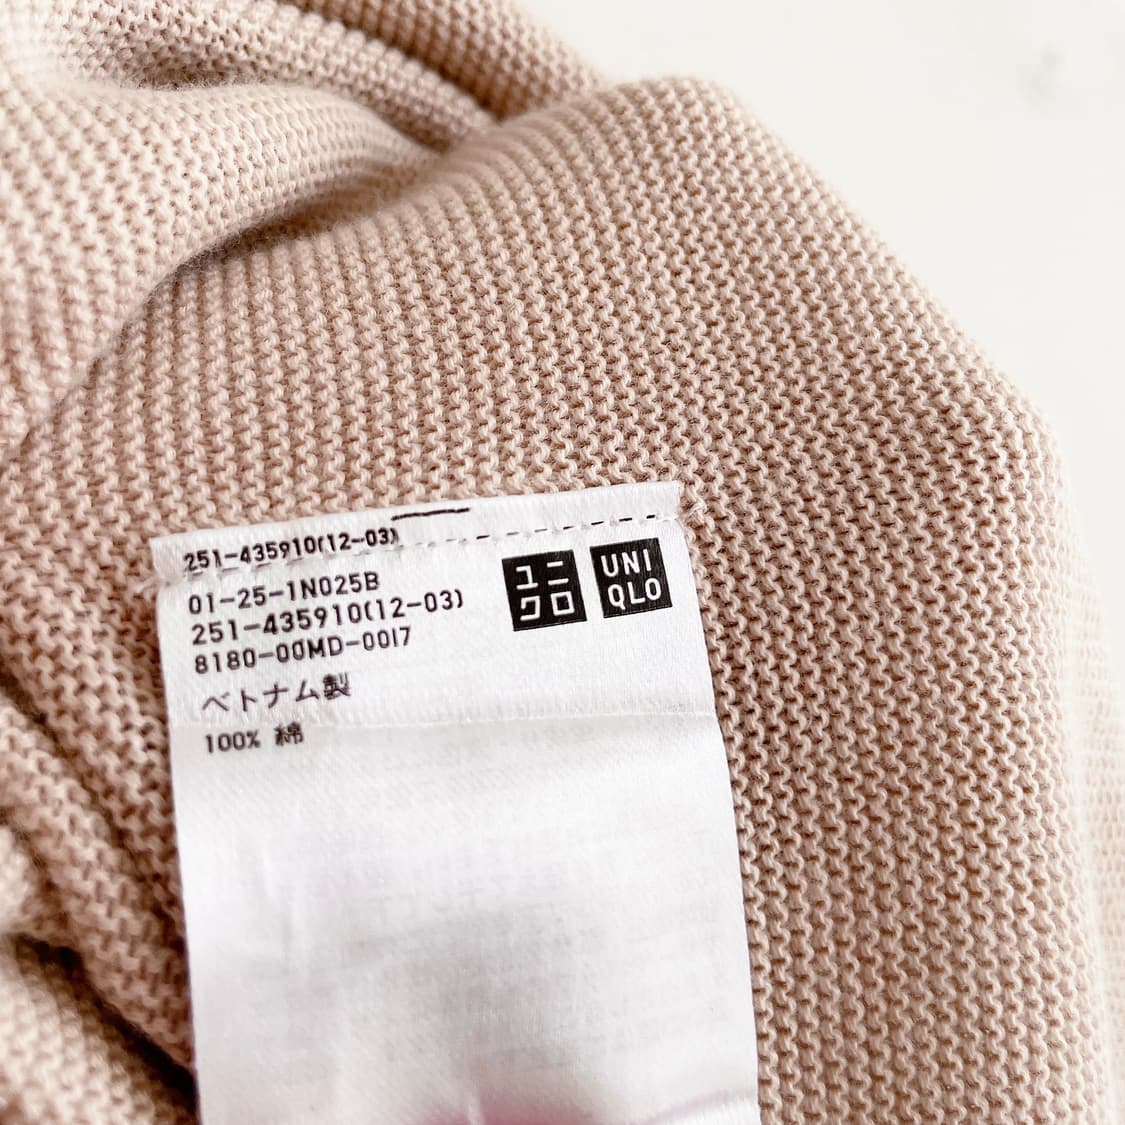 251-435910(12-03)
01-25-1N025B
251-435910(12-03)
8180-00MD-0017
ベトナム製
100% 綿
ユニ
クロ
UNI
QLO